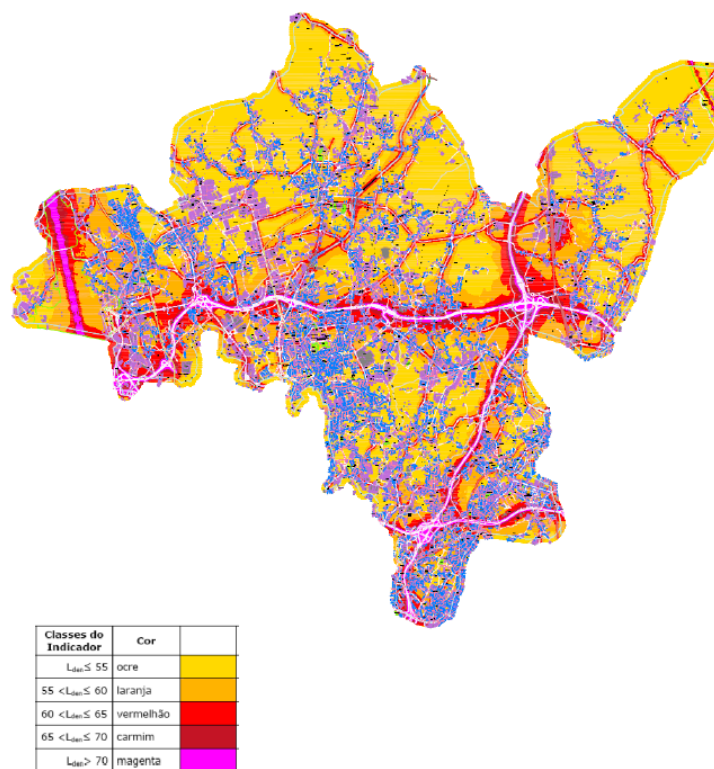 Classes do Indicador Cor
Lden ≤ 55 ocre
55 <Lden ≤ 60 laranja
60 <Lden ≤ 65 vermelhão
65 <Lden ≤ 70 carmim
Lden > 70 magenta